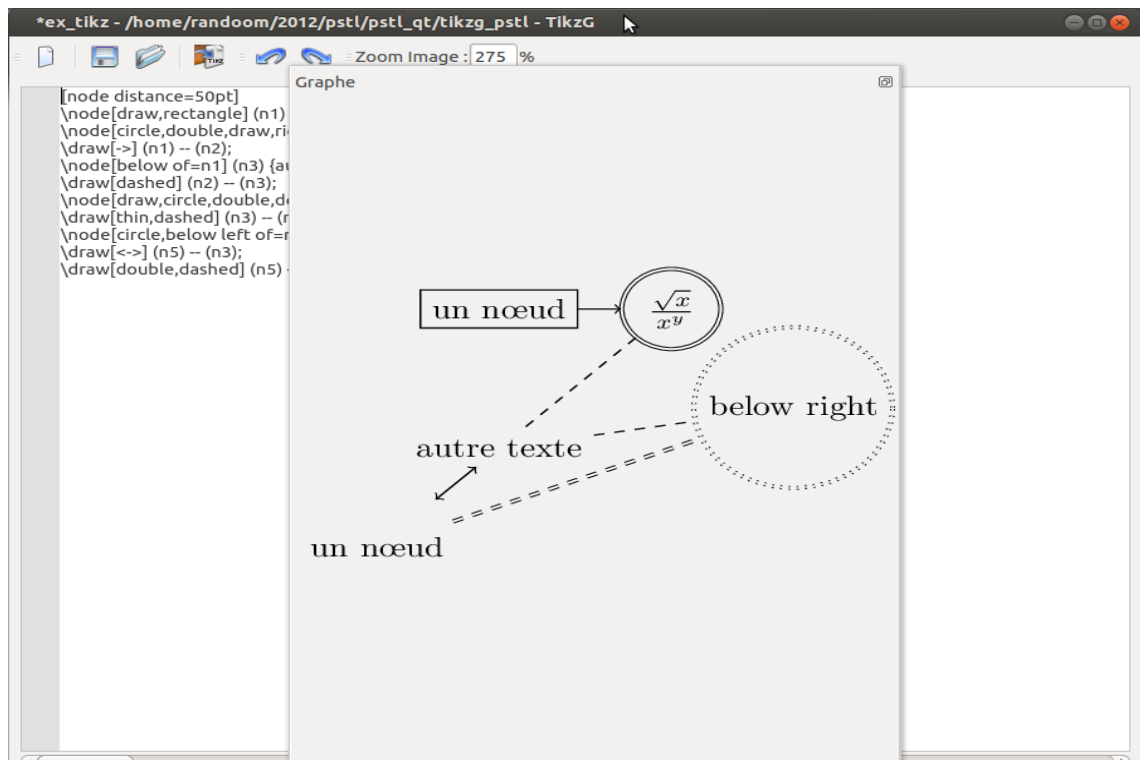 *ex_tikz - /home/randoom/2012/pstl/pstl_qt/tikzg_pstl - TikzG
TIKZ Zoom Image : 275 %
Graphe
[node distance=50pt]
\node[draw,rectangle] (n1)
\node[circle,double,draw,ri
\draw[->] (n1) -- (n2);
\node[below of=n1] (n3) {au
\draw[dashed] (n2) -- (n3);
\node[draw,circle,double,d
\draw[thin,dashed] (n3) -- (
\node[circle,below left of=
\draw[<->] (n5) -- (n3);
\draw[double,dashed] (n5) -
un nœud
√x
x^y
below right
autre texte
un nœud